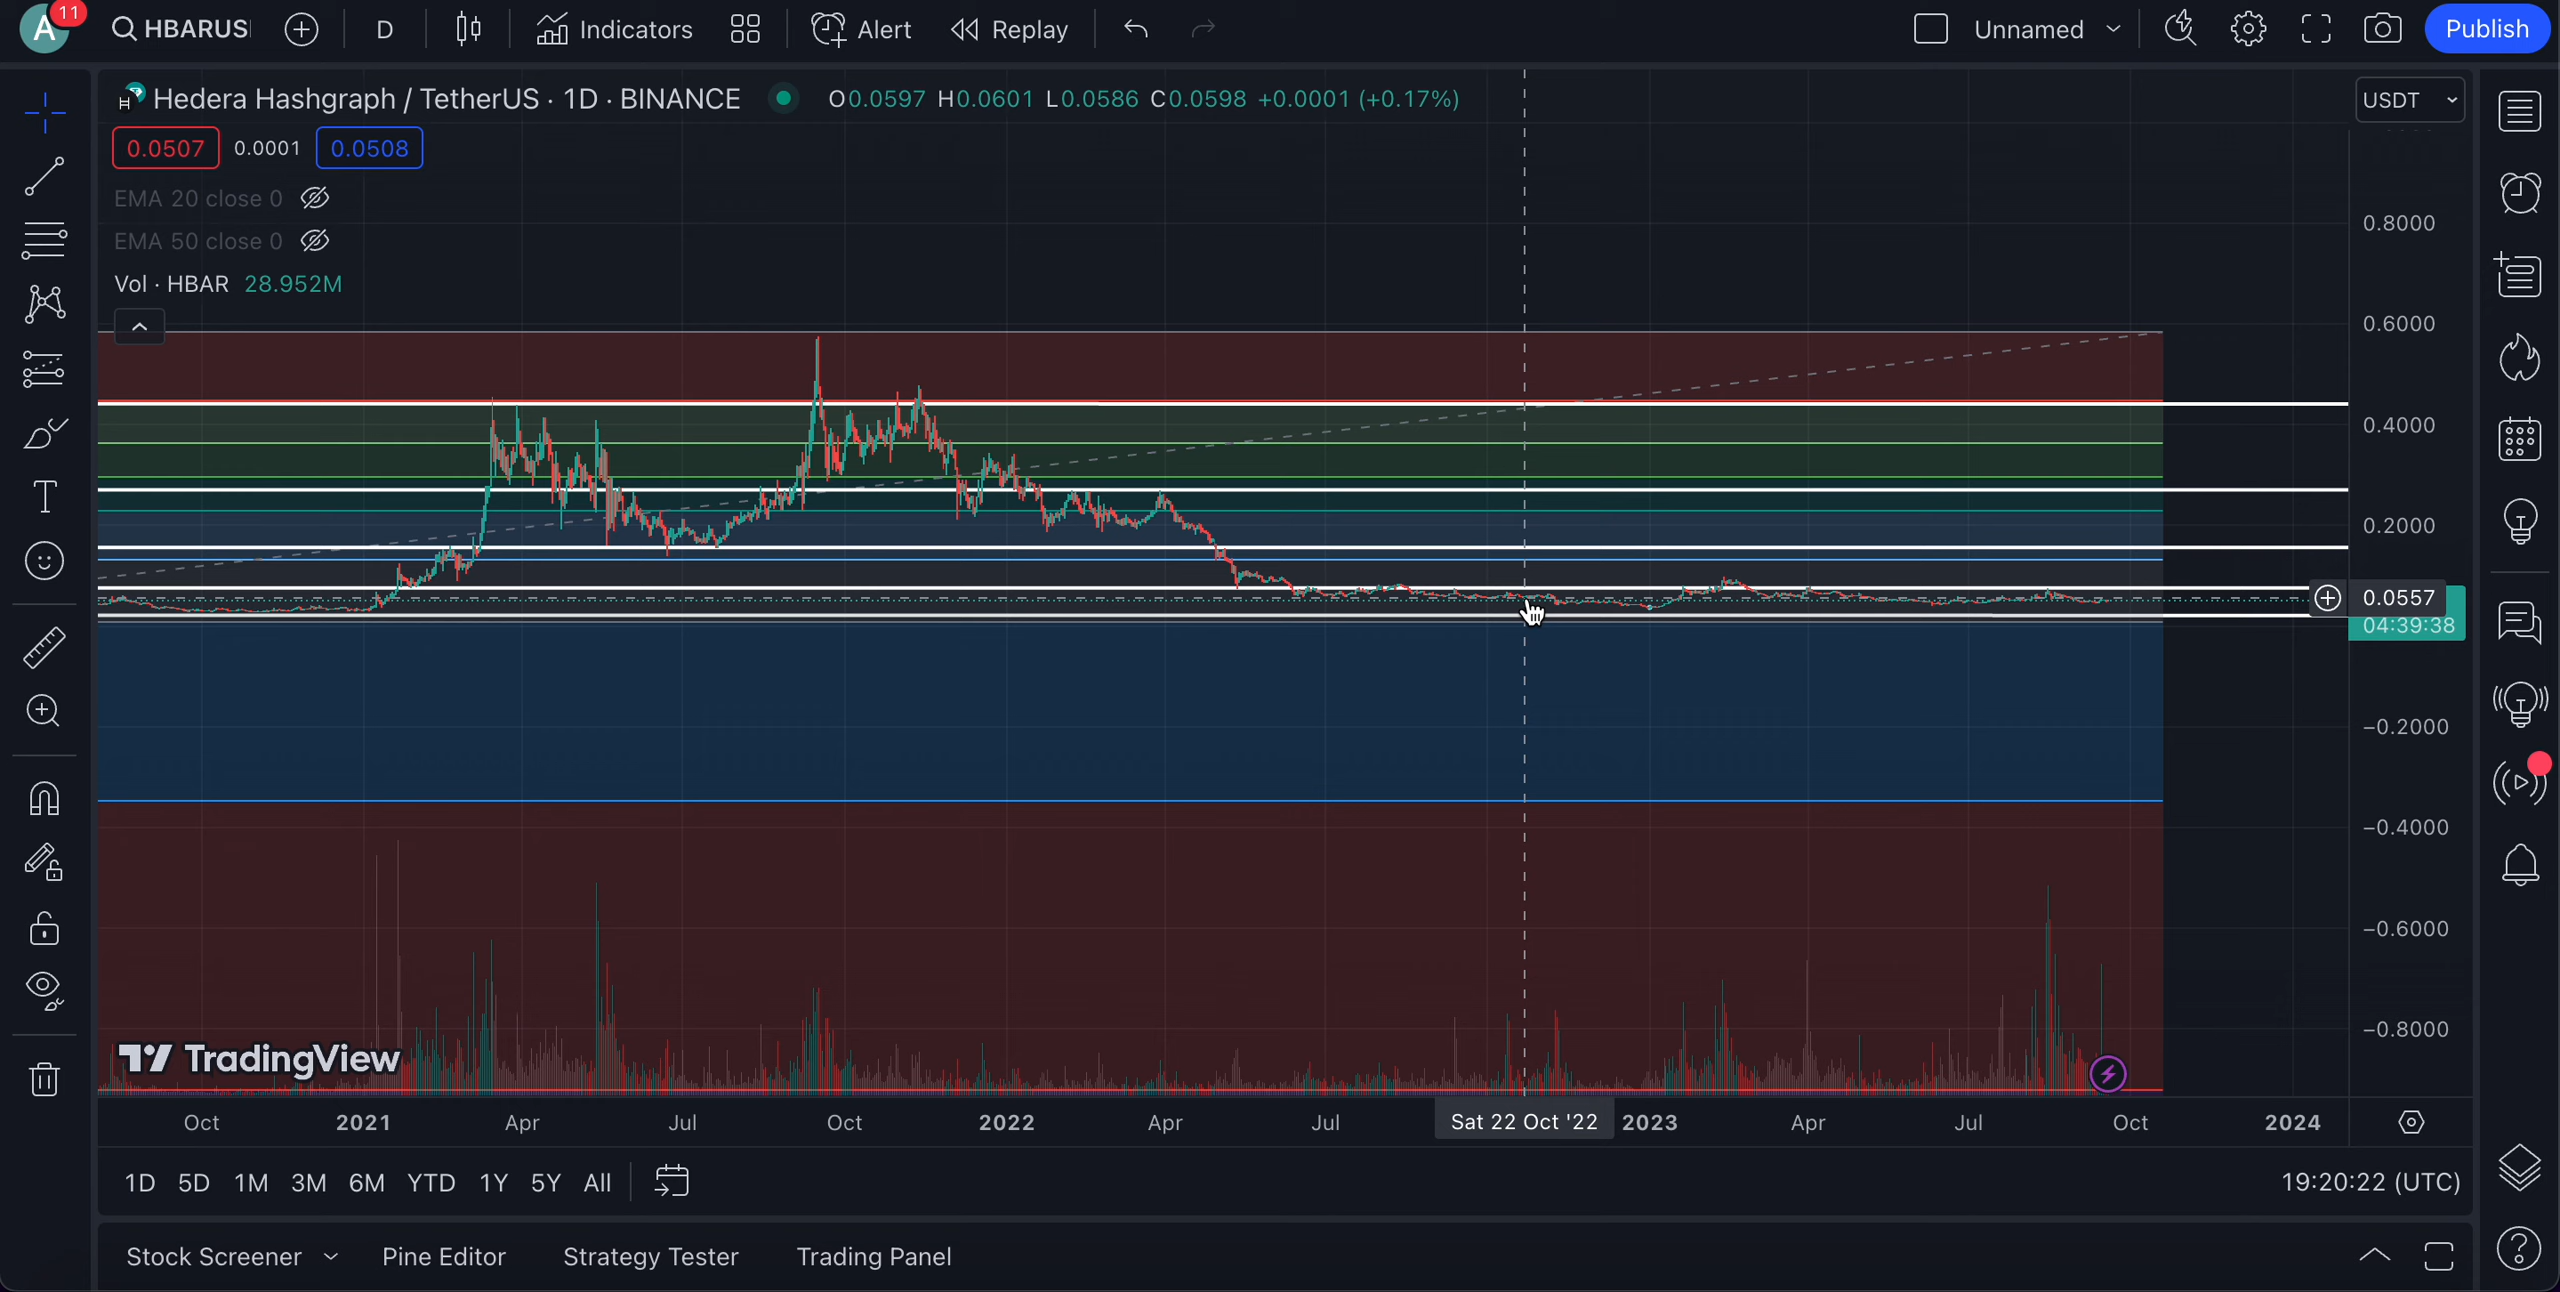 A 11 HBARUS D Indicators Alert Replay Unnamed Publish
Hedera Hashgraph / TetherUS · 1D · BINANCE O0.0597 H0.0601 L0.0586 C0.0598 +0.0001 (+0.17%) USDT
0.0507 0.0001 0.0508
EMA 20 close 0
EMA 50 close 0
Vol · HBAR 28.952M
0.8000
0.6000
0.4000
0.2000
0.0557
04:39:38
−0.2000
−0.4000
−0.6000
−0.8000
TradingView
Oct 2021 Apr Jul Oct 2022 Apr Jul Sat 22 Oct '22 2023 Apr Jul Oct 2024
1D 5D 1M 3M 6M YTD 1Y 5Y All 19:20:22 (UTC)
Stock Screener Pine Editor Strategy Tester Trading Panel